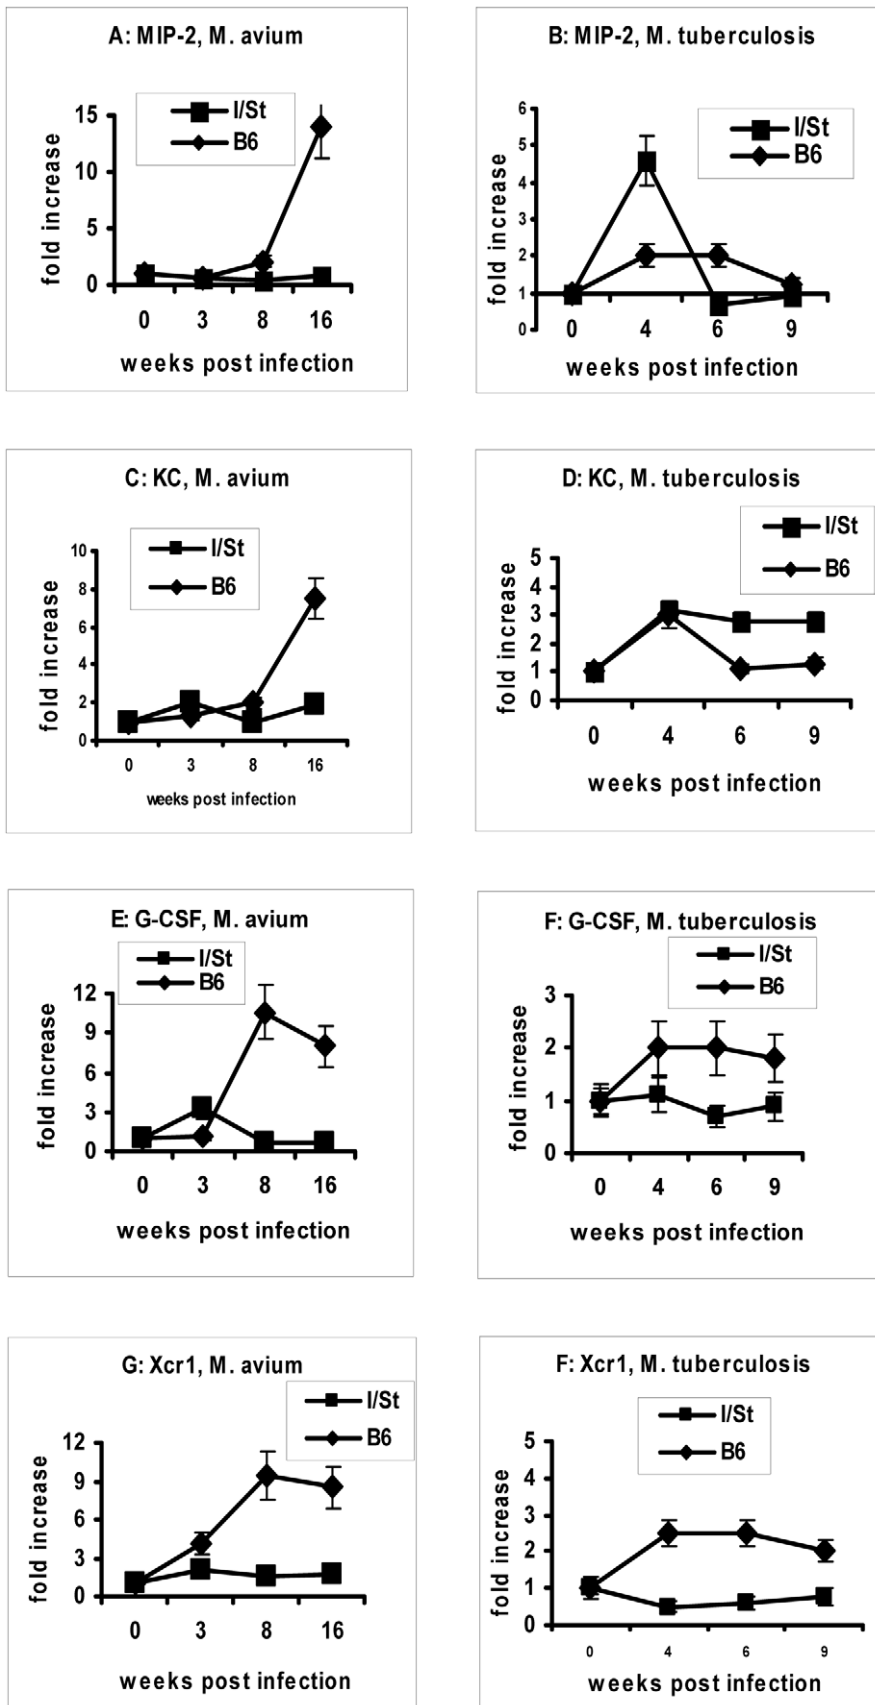 A: MIP-2, M. avium
I/St
B6
15
10
5
0
fold increase
0 3 8 16
weeks post infection
B: MIP-2, M. tuberculosis
I/St
B6
6
5
4
3
2
1
0
fold increase
0 4 6 9
weeks post infection
C: KC, M. avium
I/St
B6
10
8
6
4
2
0
fold increase
0 3 8 16
weeks post infection
D: KC, M. tuberculosis
I/St
B6
5
4
3
2
1
0
fold increase
0 4 6 9
weeks post infection
E: G-CSF, M. avium
I/St
B6
12
9
6
3
0
fold increase
0 3 8 16
weeks post infection
F: G-CSF, M. tuberculosis
I/St
B6
3
2
1
0
fold increase
0 4 6 9
weeks post infection
G: Xcr1, M. avium
I/St
B6
12
9
6
3
0
fold increase
0 3 8 16
weeks post infection
F: Xcr1, M. tuberculosis
I/St
B6
5
4
3
2
1
0
fold increase
0 4 6 9
weeks post infection